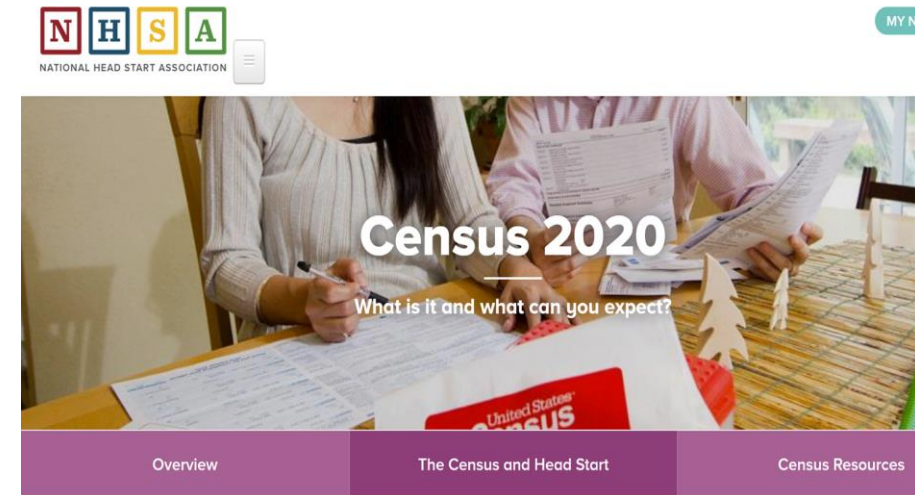 N H S A
NATIONAL HEAD START ASSOCIATION
MY N
Census 2020
What is it and what can you expect?
United States
Census
Overview
The Census and Head Start
Census Resources